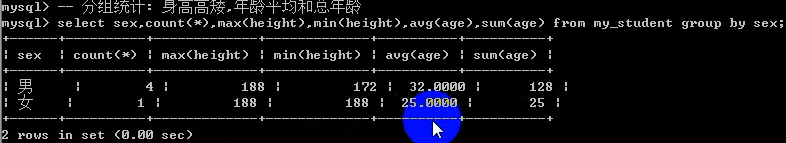 mysql> -- 分组统计: 身高高矮,年龄平均和总年龄
mysql> select sex,count(*),max(height),min(height),avg(age),sum(age) from my_student group by sex;
+------+----------+-------------+-------------+----------+----------+
| sex  | count(*) | max(height) | min(height) | avg(age) | sum(age) |
+------+----------+-------------+-------------+----------+----------+
| 男   |        4 |         188 |         172 |  32.0000 |      128 |
| 女   |        1 |         188 |         188 |  25.0000 |       25 |
+------+----------+-------------+-------------+----------+----------+
2 rows in set (0.00 sec)